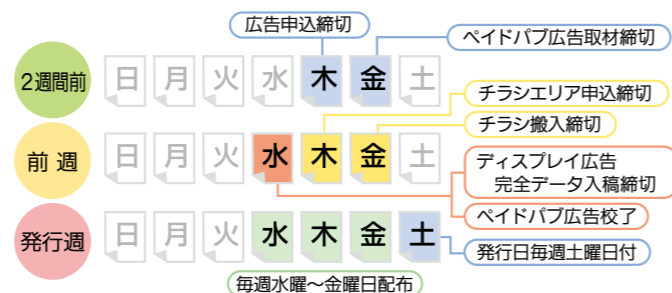 広告申込締切
ペイドパブ広告取材締切
2週間前
日 月 火 水 木 金 土
チラシエリア申込締切
チラシ搬入締切
前 週
日 月 火 水 木 金 土
ディスプレイ広告
完全データ入稿締切
ペイドパブ広告校了
発行週
日 月 火 水 木 金 土
発行日毎週土曜日付
毎週水曜〜金曜日配布